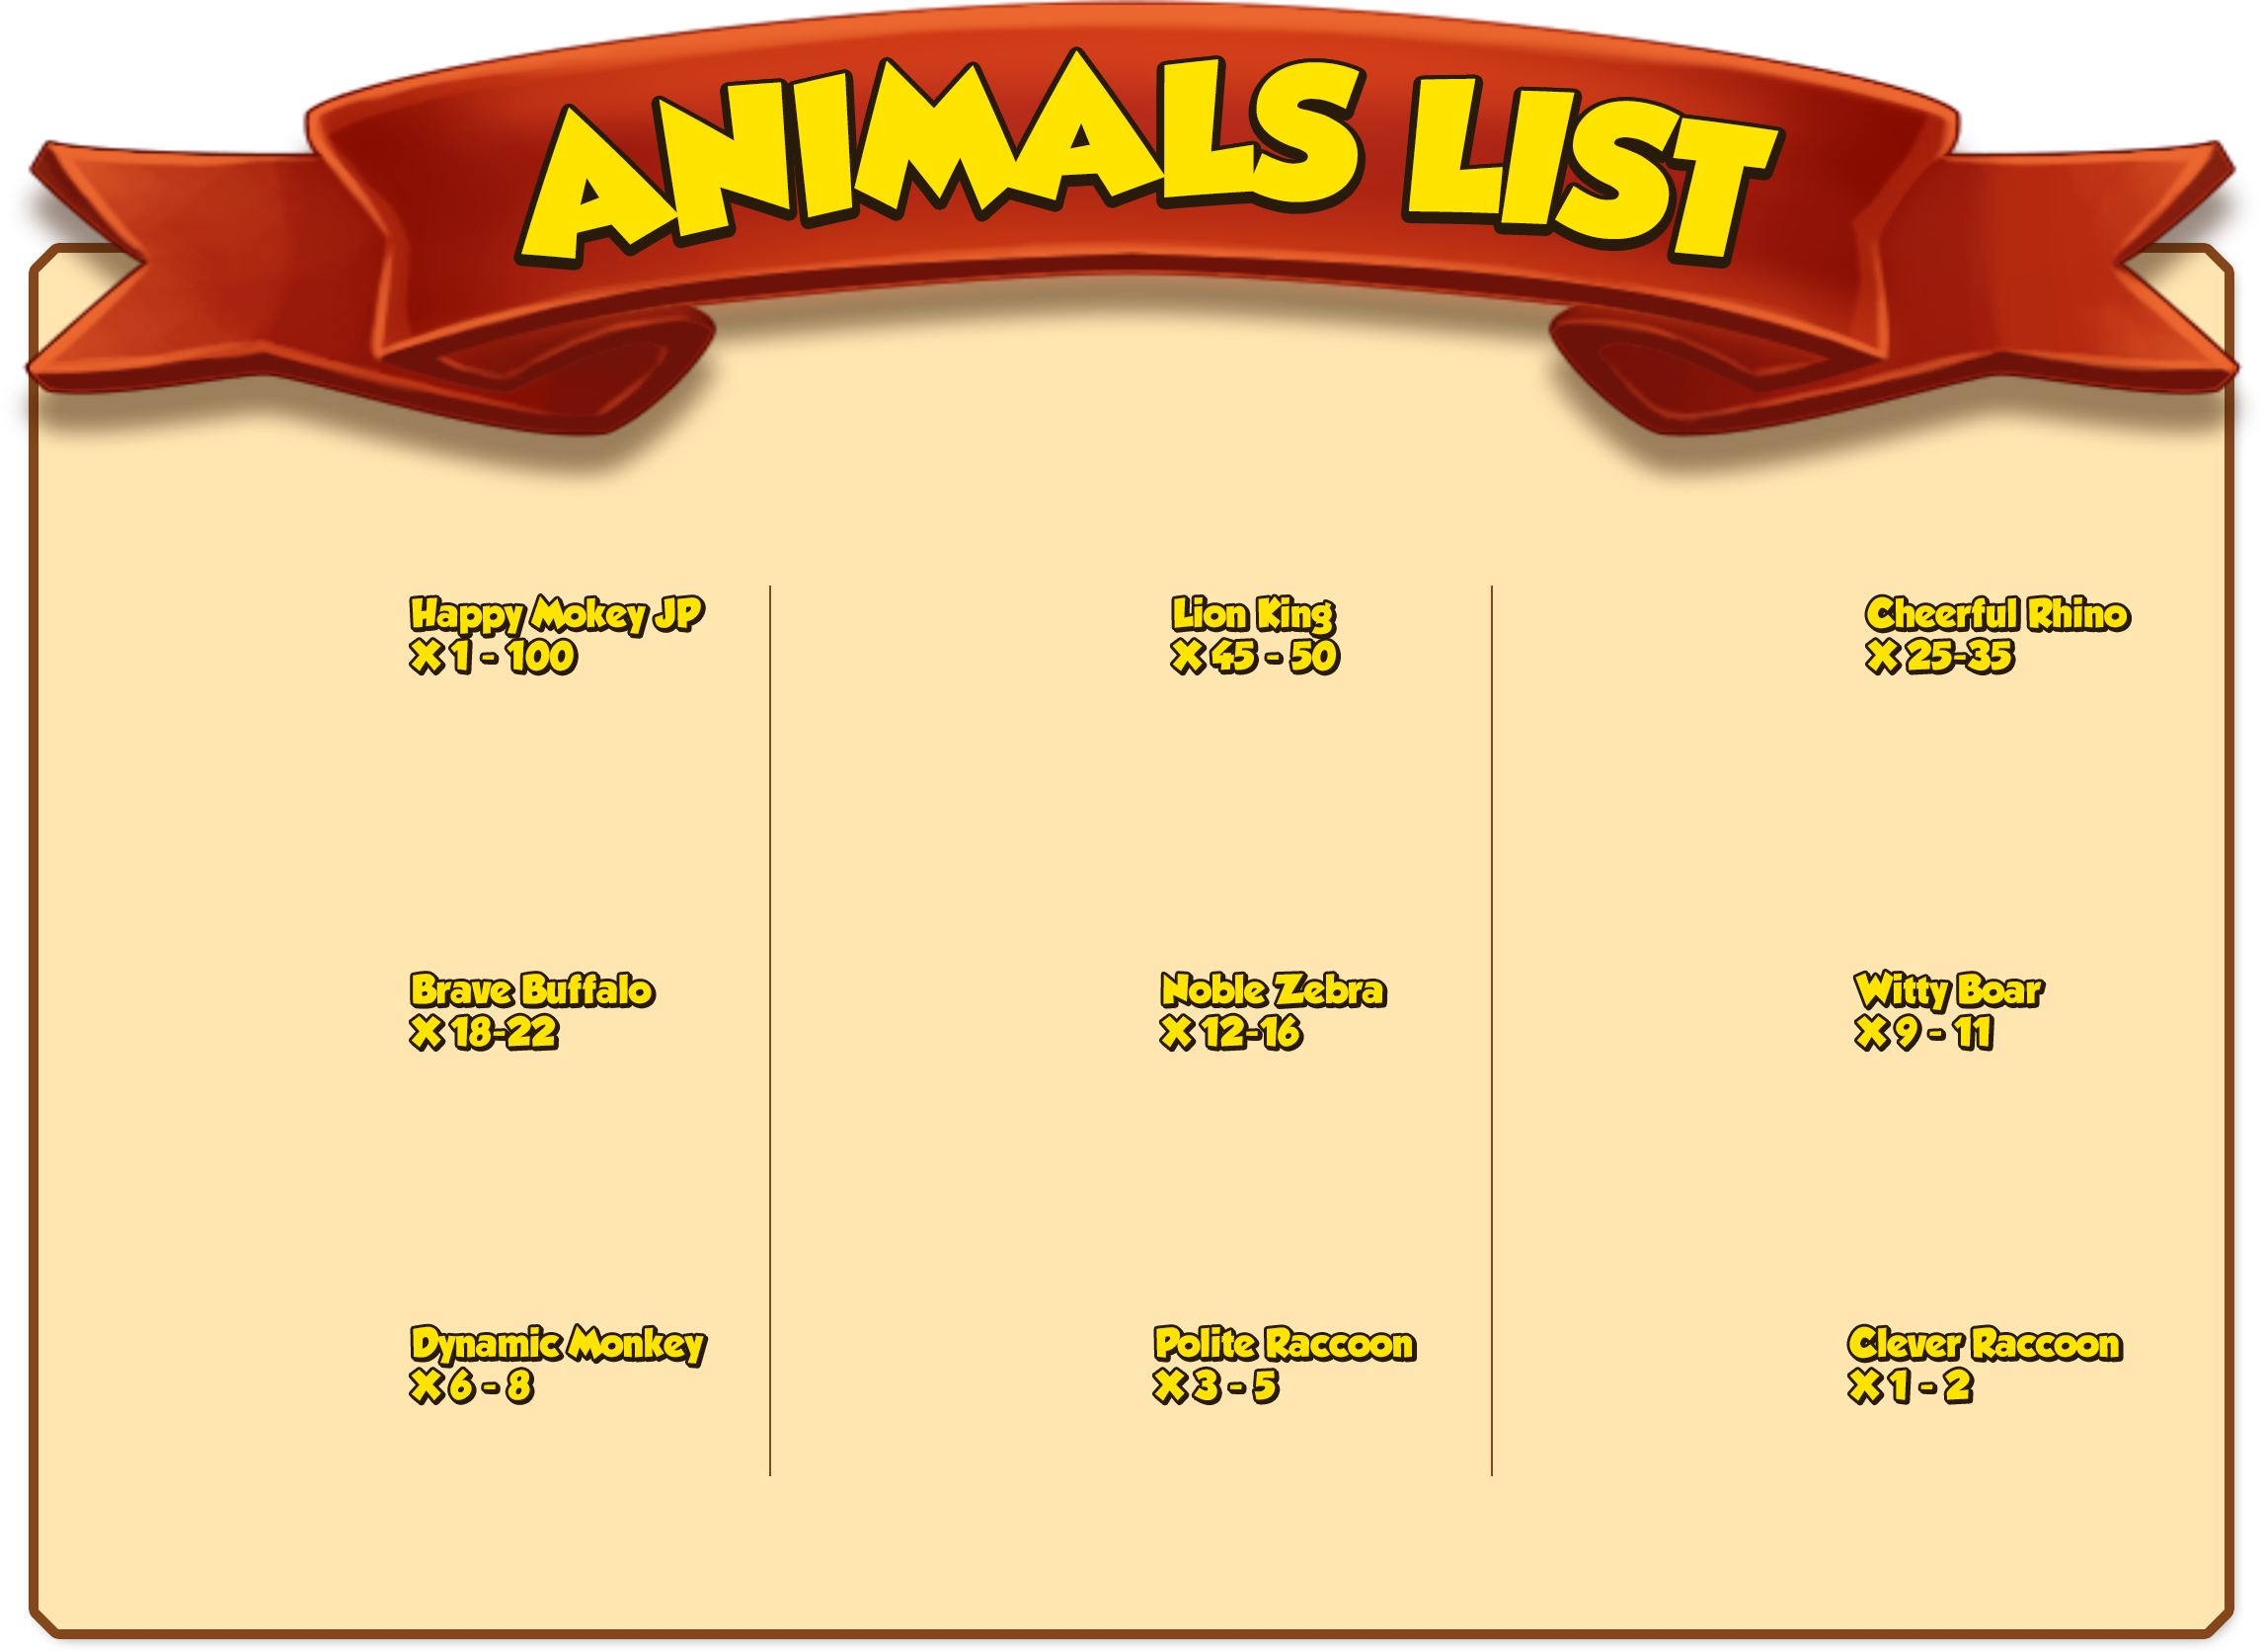 ANIMALS LIST
Happy Mokey JP
X 1 - 100
Lion King
X 45 - 50
Cheerful Rhino
X 25-35
Brave Buffalo
X 18-22
Noble Zebra
X 12-16
Witty Boar
X 9 - 11
Dynamic Monkey
X 6 - 8
Polite Raccoon
X 3 - 5
Clever Raccoon
X 1 - 2